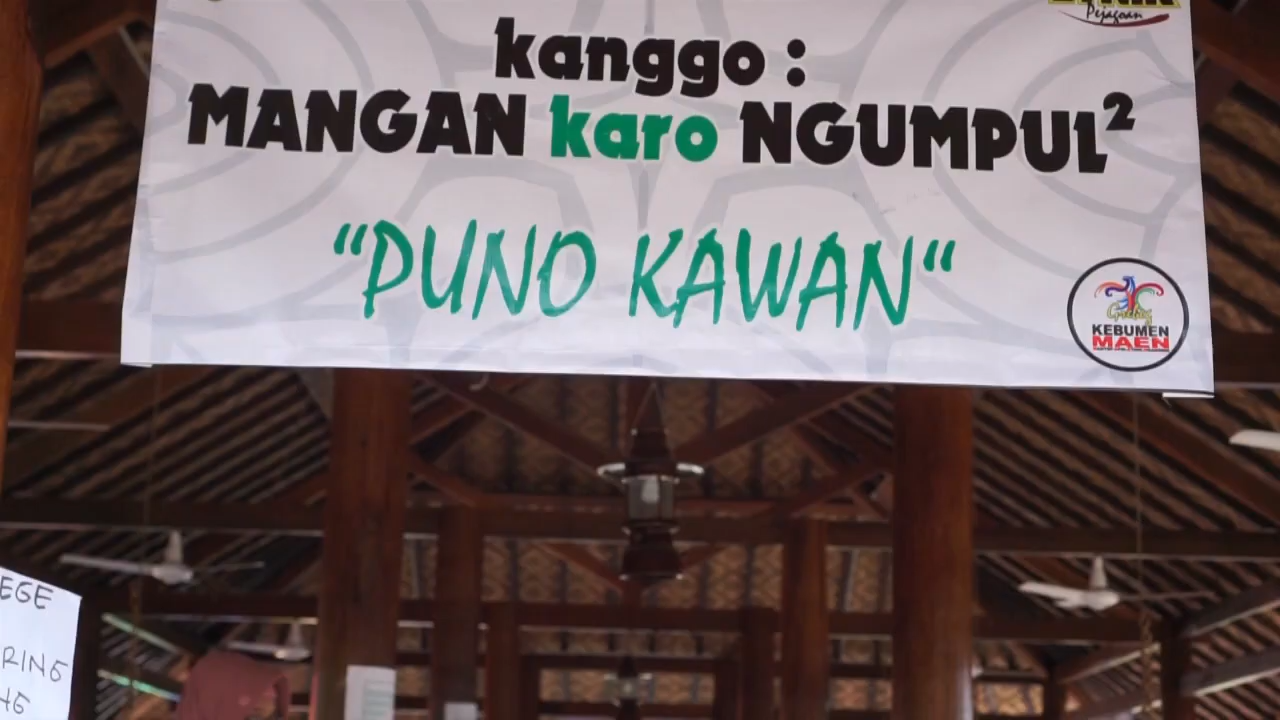 Pejagoan
kanggo :
MANGAN karo NGUMPUL²
“PUNO KAWAN“
KEBUMEN
MAEN
EGE
RING